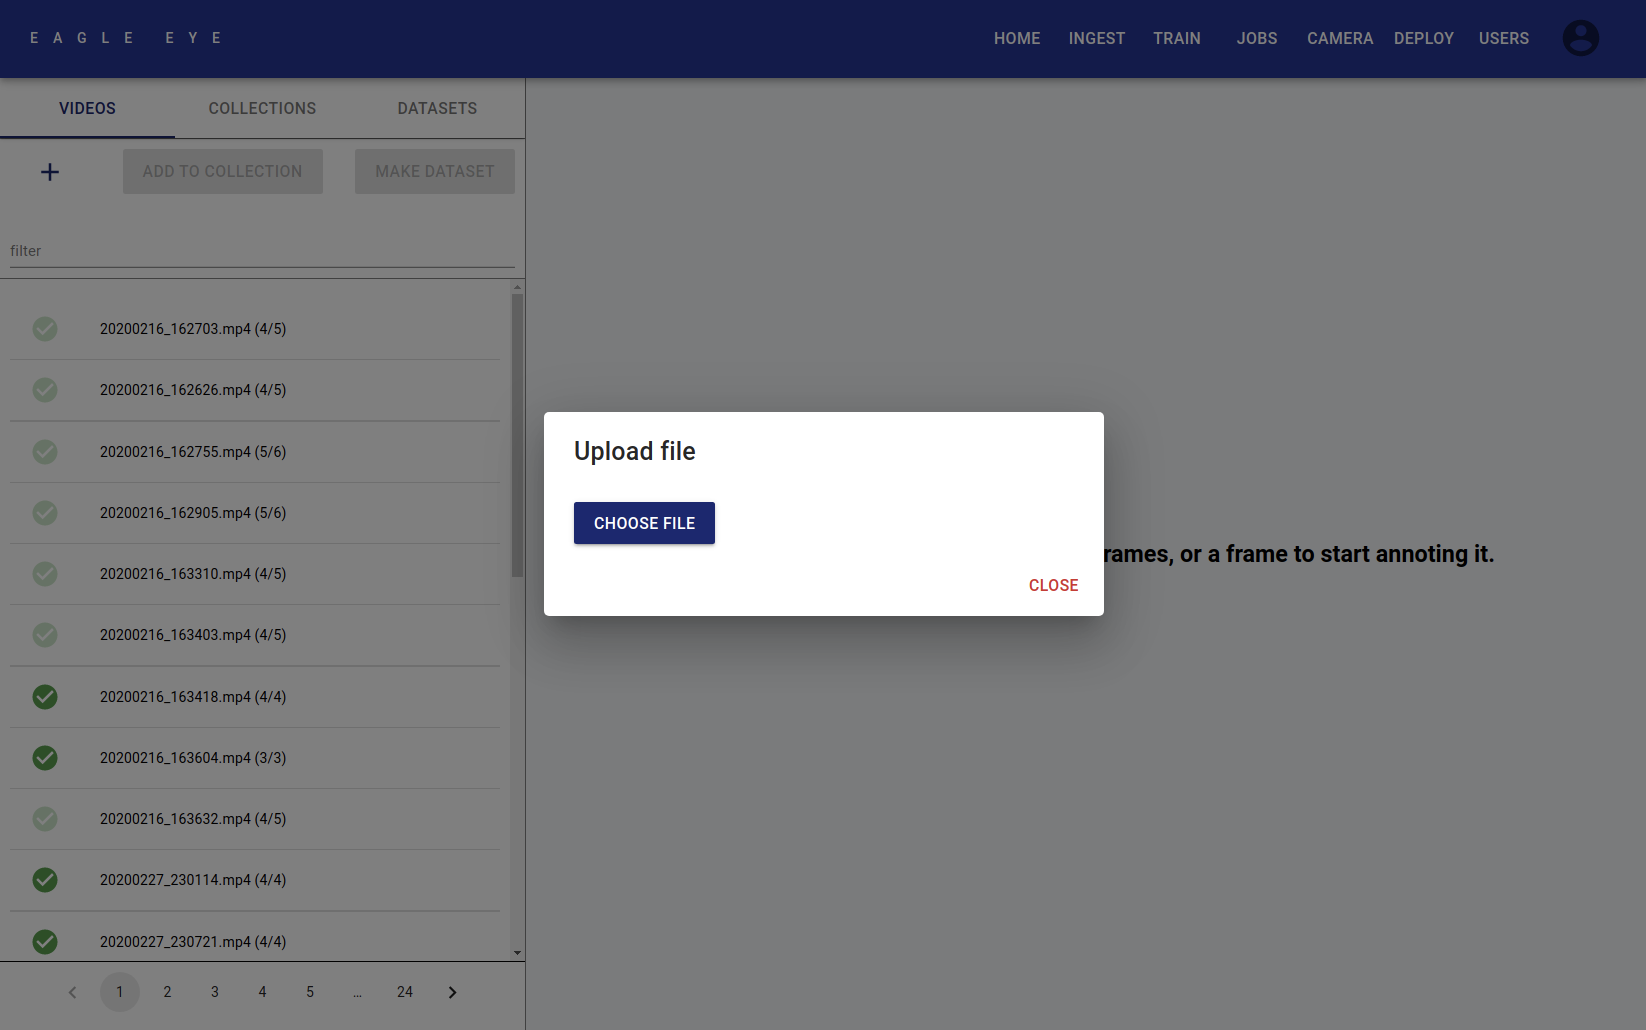 EAGLE EYE
HOME INGEST TRAIN JOBS CAMERA DEPLOY USERS
VIDEOS COLLECTIONS DATASETS
ADD TO COLLECTION MAKE DATASET
filter
20200216_162703.mp4 (4/5)
20200216_162626.mp4 (4/5)
20200216_162755.mp4 (5/6)
20200216_162905.mp4 (5/6)
20200216_163310.mp4 (4/5)
20200216_163403.mp4 (4/5)
20200216_163418.mp4 (4/4)
20200216_163604.mp4 (3/3)
20200216_163632.mp4 (4/5)
20200227_230114.mp4 (4/4)
20200227_230721.mp4 (4/4)
1 2 3 4 5 ... 24
Upload file
CHOOSE FILE
CLOSE
rames, or a frame to start annoting it.